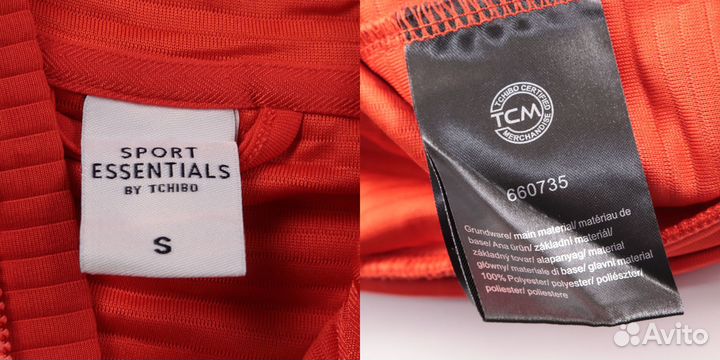 SPORT
ESSENTIALS
BY TCHIBO
S
TCHIBO CERTIFIED
TCM
MERCHANDISE
660735
Grundware/ main material/ matériau de
base/ Ana ürün/ základní materiál/
základný tovar/ alapanyag/ materiał
główny/ materiale di base/ glavni material
100% Polyester/ polyester/ poliészter/
poliester/ poliestere
Avito